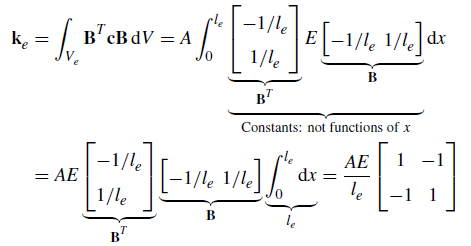 k_e = ∫_{V_e} B^T cB dV = A ∫_0^{l_e} [−1/l_e 1/l_e] E [−1/l_e 1/l_e] dx
B^T B
Constants: not functions of x
= AE [−1/l_e 1/l_e] [−1/l_e 1/l_e] ∫_0^{l_e} dx = AE/l_e [1 −1 −1 1]
B^T B l_e